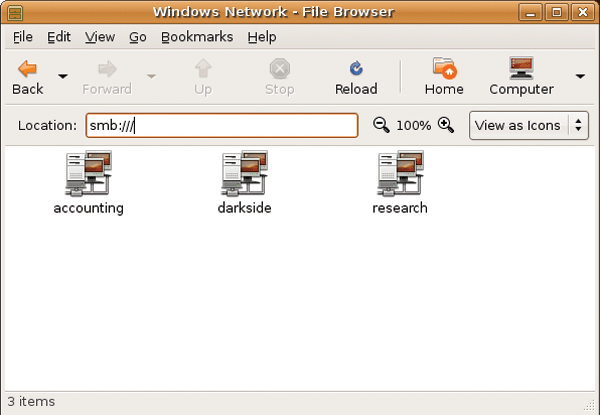 Windows Network - File Browser
File Edit View Go Bookmarks Help
Back Forward Up Stop Reload Home Computer
Location: smb:/// 100% View as Icons
accounting darkside research
3 items